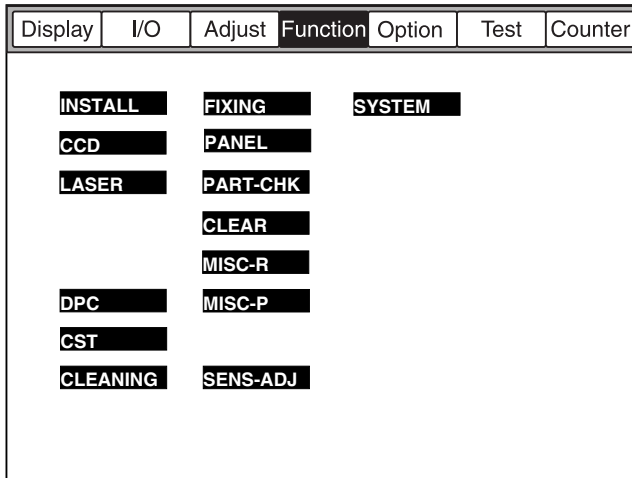 Display I/O Adjust Function Option Test Counter
INSTALL FIXING SYSTEM
CCD PANEL
LASER PART-CHK
CLEAR
MISC-R
DPC MISC-P
CST
CLEANING SENS-ADJ